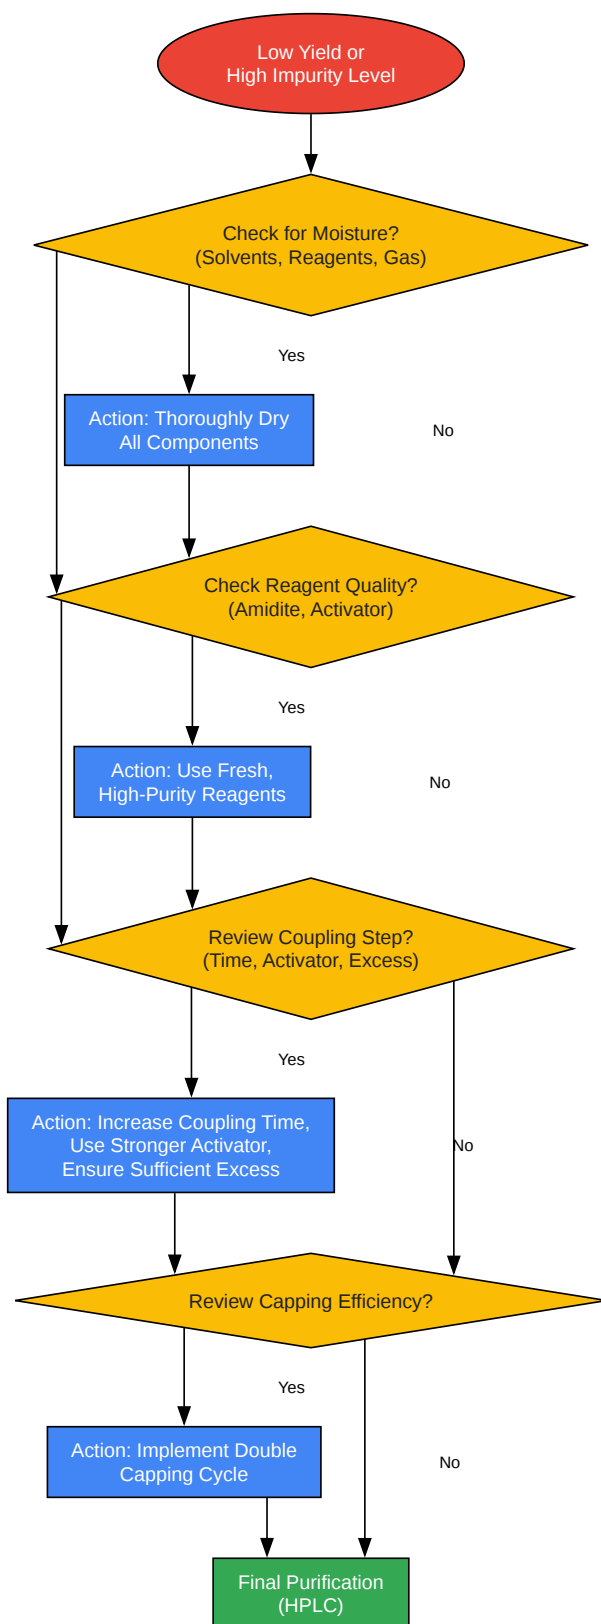 Low Yield or
High Impurity Level
Check for Moisture?
(Solvents, Reagents, Gas)
Yes
Action: Thoroughly Dry
All Components
No
Check Reagent Quality?
(Amidite, Activator)
Yes
Action: Use Fresh,
High-Purity Reagents
No
Review Coupling Step?
(Time, Activator, Excess)
Yes
Action: Increase Coupling Time,
Use Stronger Activator,
Ensure Sufficient Excess
No
Review Capping Efficiency?
Yes
Action: Implement Double
Capping Cycle
No
Final Purification
(HPLC)